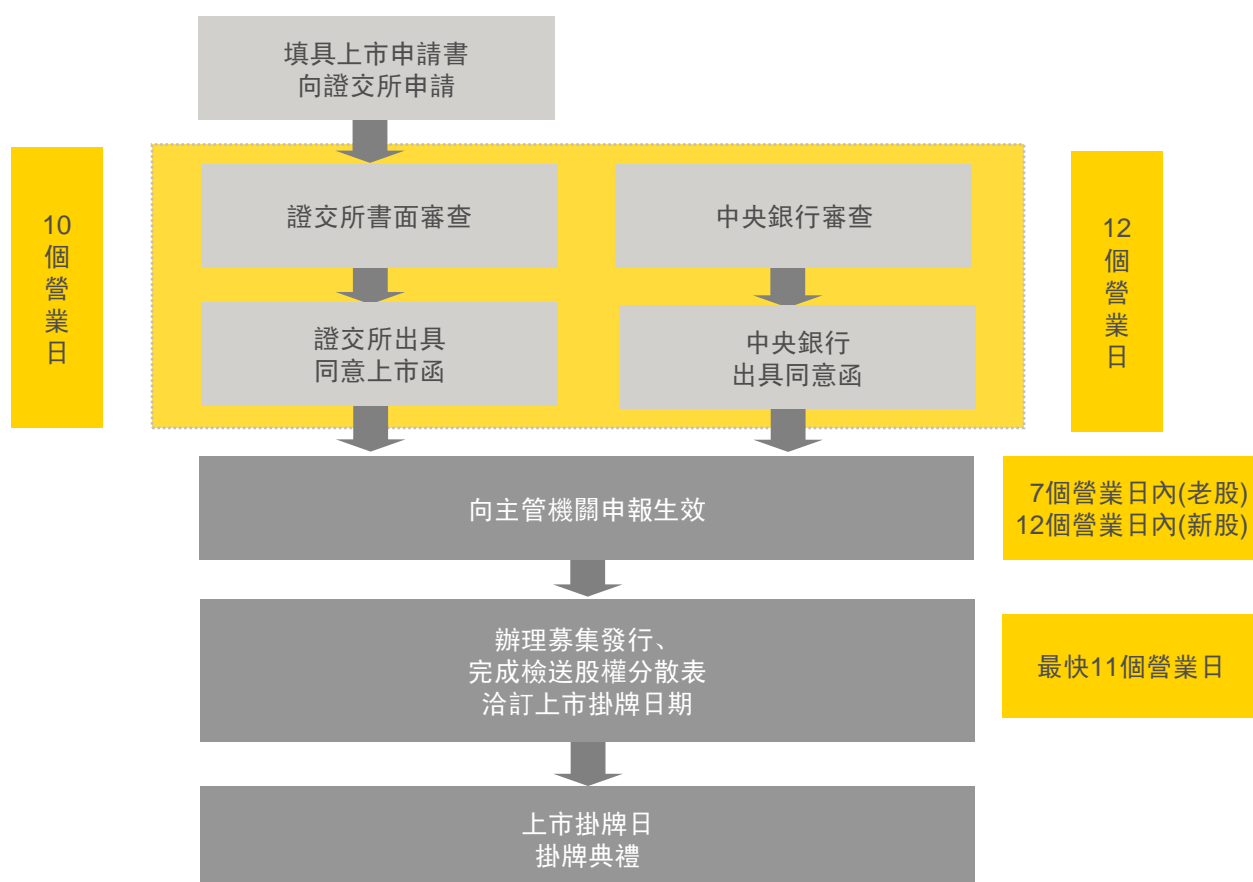 填具上市申請書
向證交所申請
10
個
營
業
日
證交所書面審查
中央銀行審查
12
個
營
業
日
證交所出具
同意上市函
中央銀行
出具同意函
向主管機關申報生效
7個營業日內(老股)
12個營業日內(新股)
辦理募集發行、
完成檢送股權分散表
洽訂上市掛牌日期
最快11個營業日
上市掛牌日
掛牌典禮